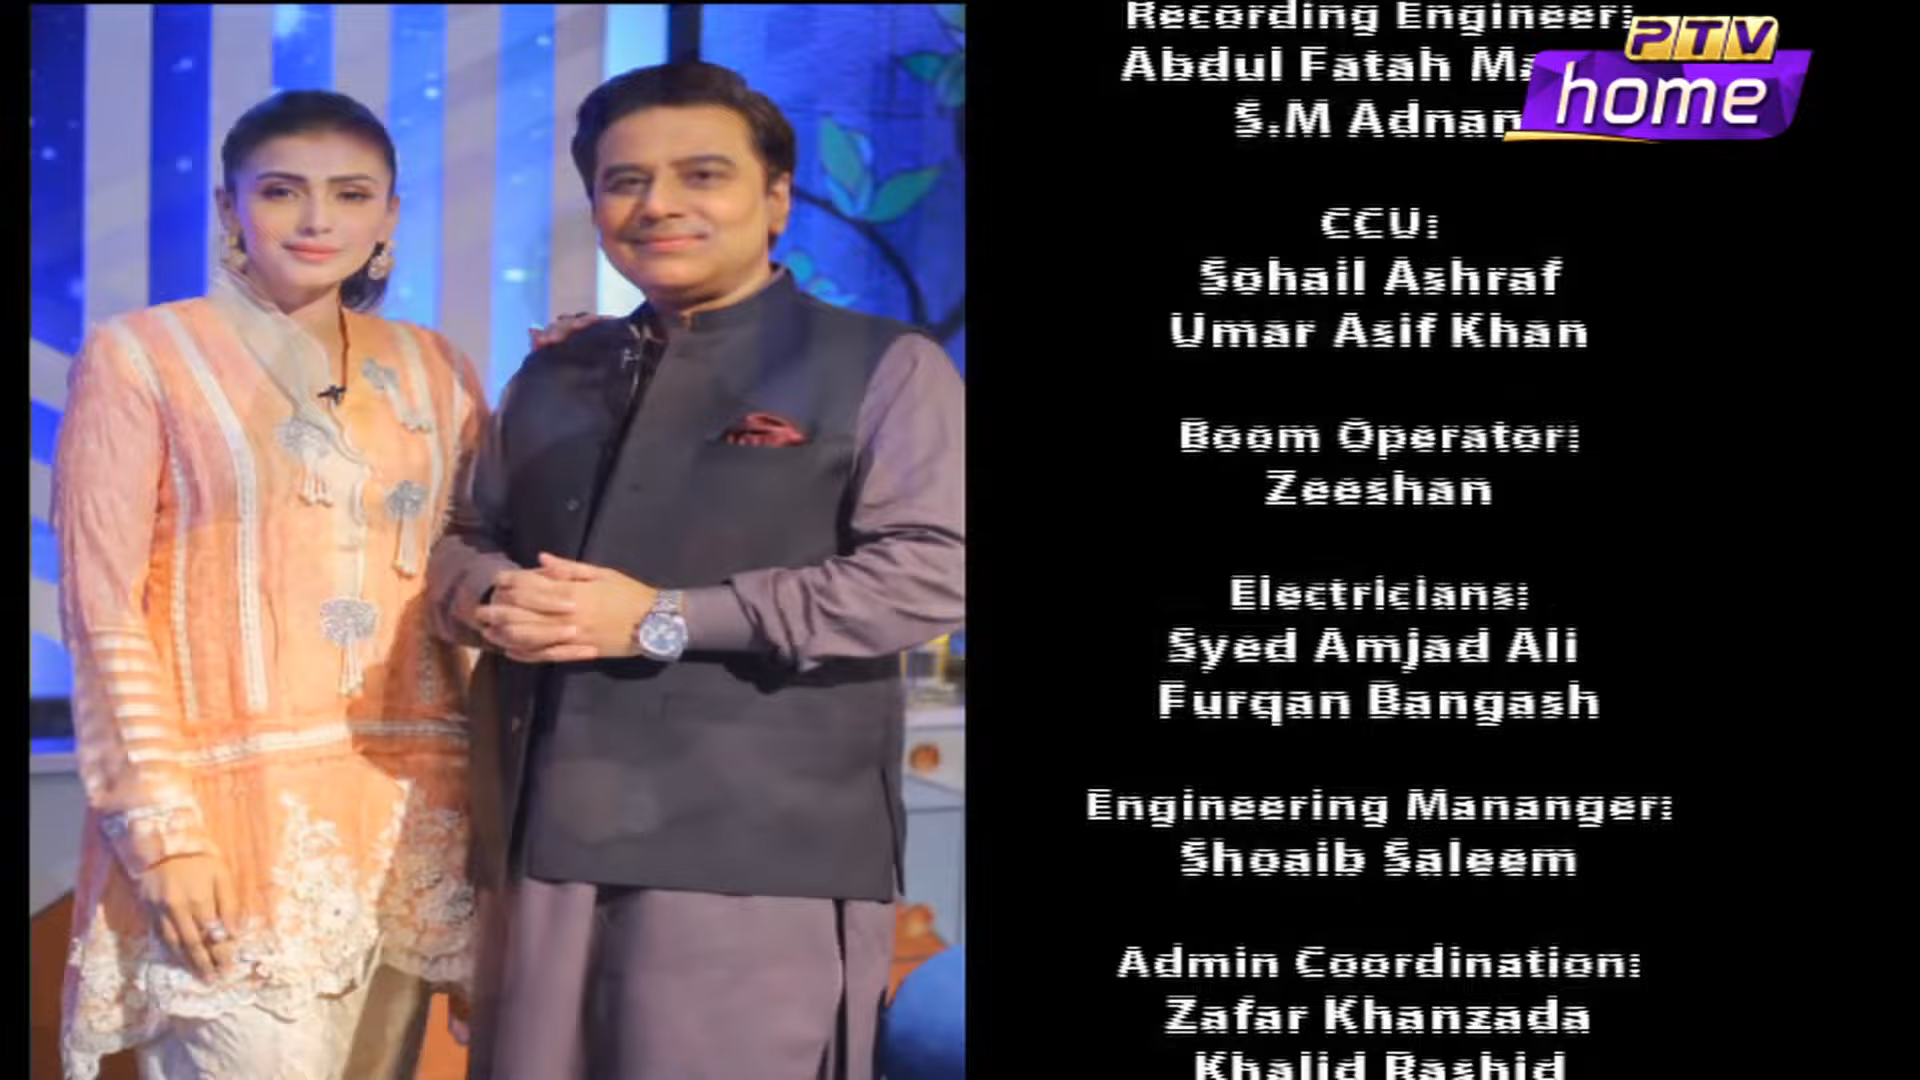 Recording Engineer:
PTV
home
Abdul Fatah
S.M Adnan
CCU:
Sohail Ashraf
Umar Asif Khan
Boom Operator:
Zeeshan
Electricians:
Syed Amjad Ali
Furqan Bangash
Engineering Mananger:
Shoaib Saleem
Admin Coordination:
Zafar Khanzada
Khalid Rashid